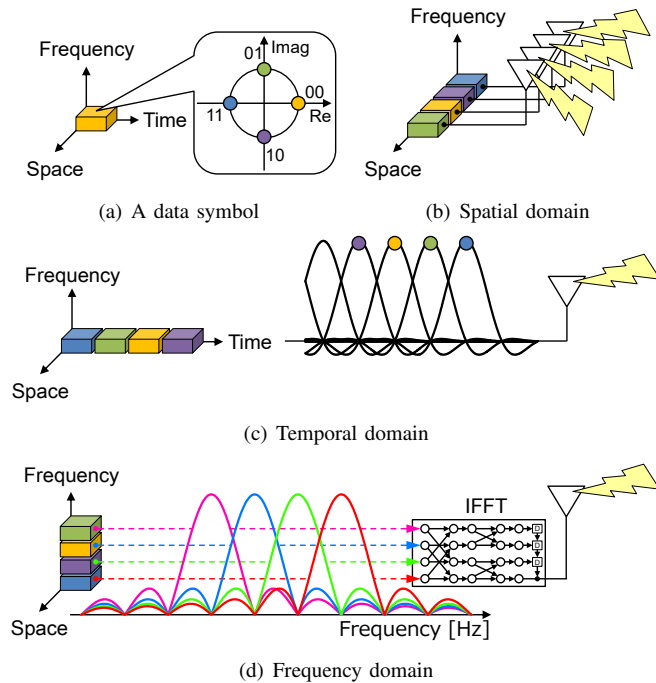 Frequency
Time
Space
01
Imag
00
11
Re
10
(a) A data symbol
Frequency
Space
(b) Spatial domain
Frequency
Time
Space
(c) Temporal domain
Frequency
Space
IFFT
D
D
D
Frequency [Hz]
(d) Frequency domain